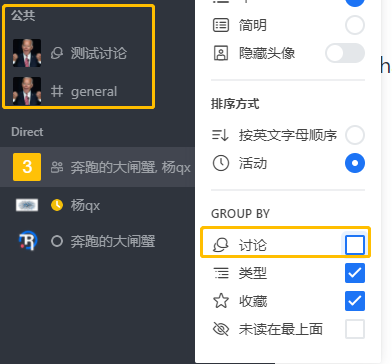 公共
测试讨论
general
Direct
3 奔跑的大闸蟹, 杨qx
杨qx
奔跑的大闸蟹
简明
隐藏头像
h
排序方式
按英文字母顺序
活动
GROUP BY
讨论
类型
收藏
未读在最上面